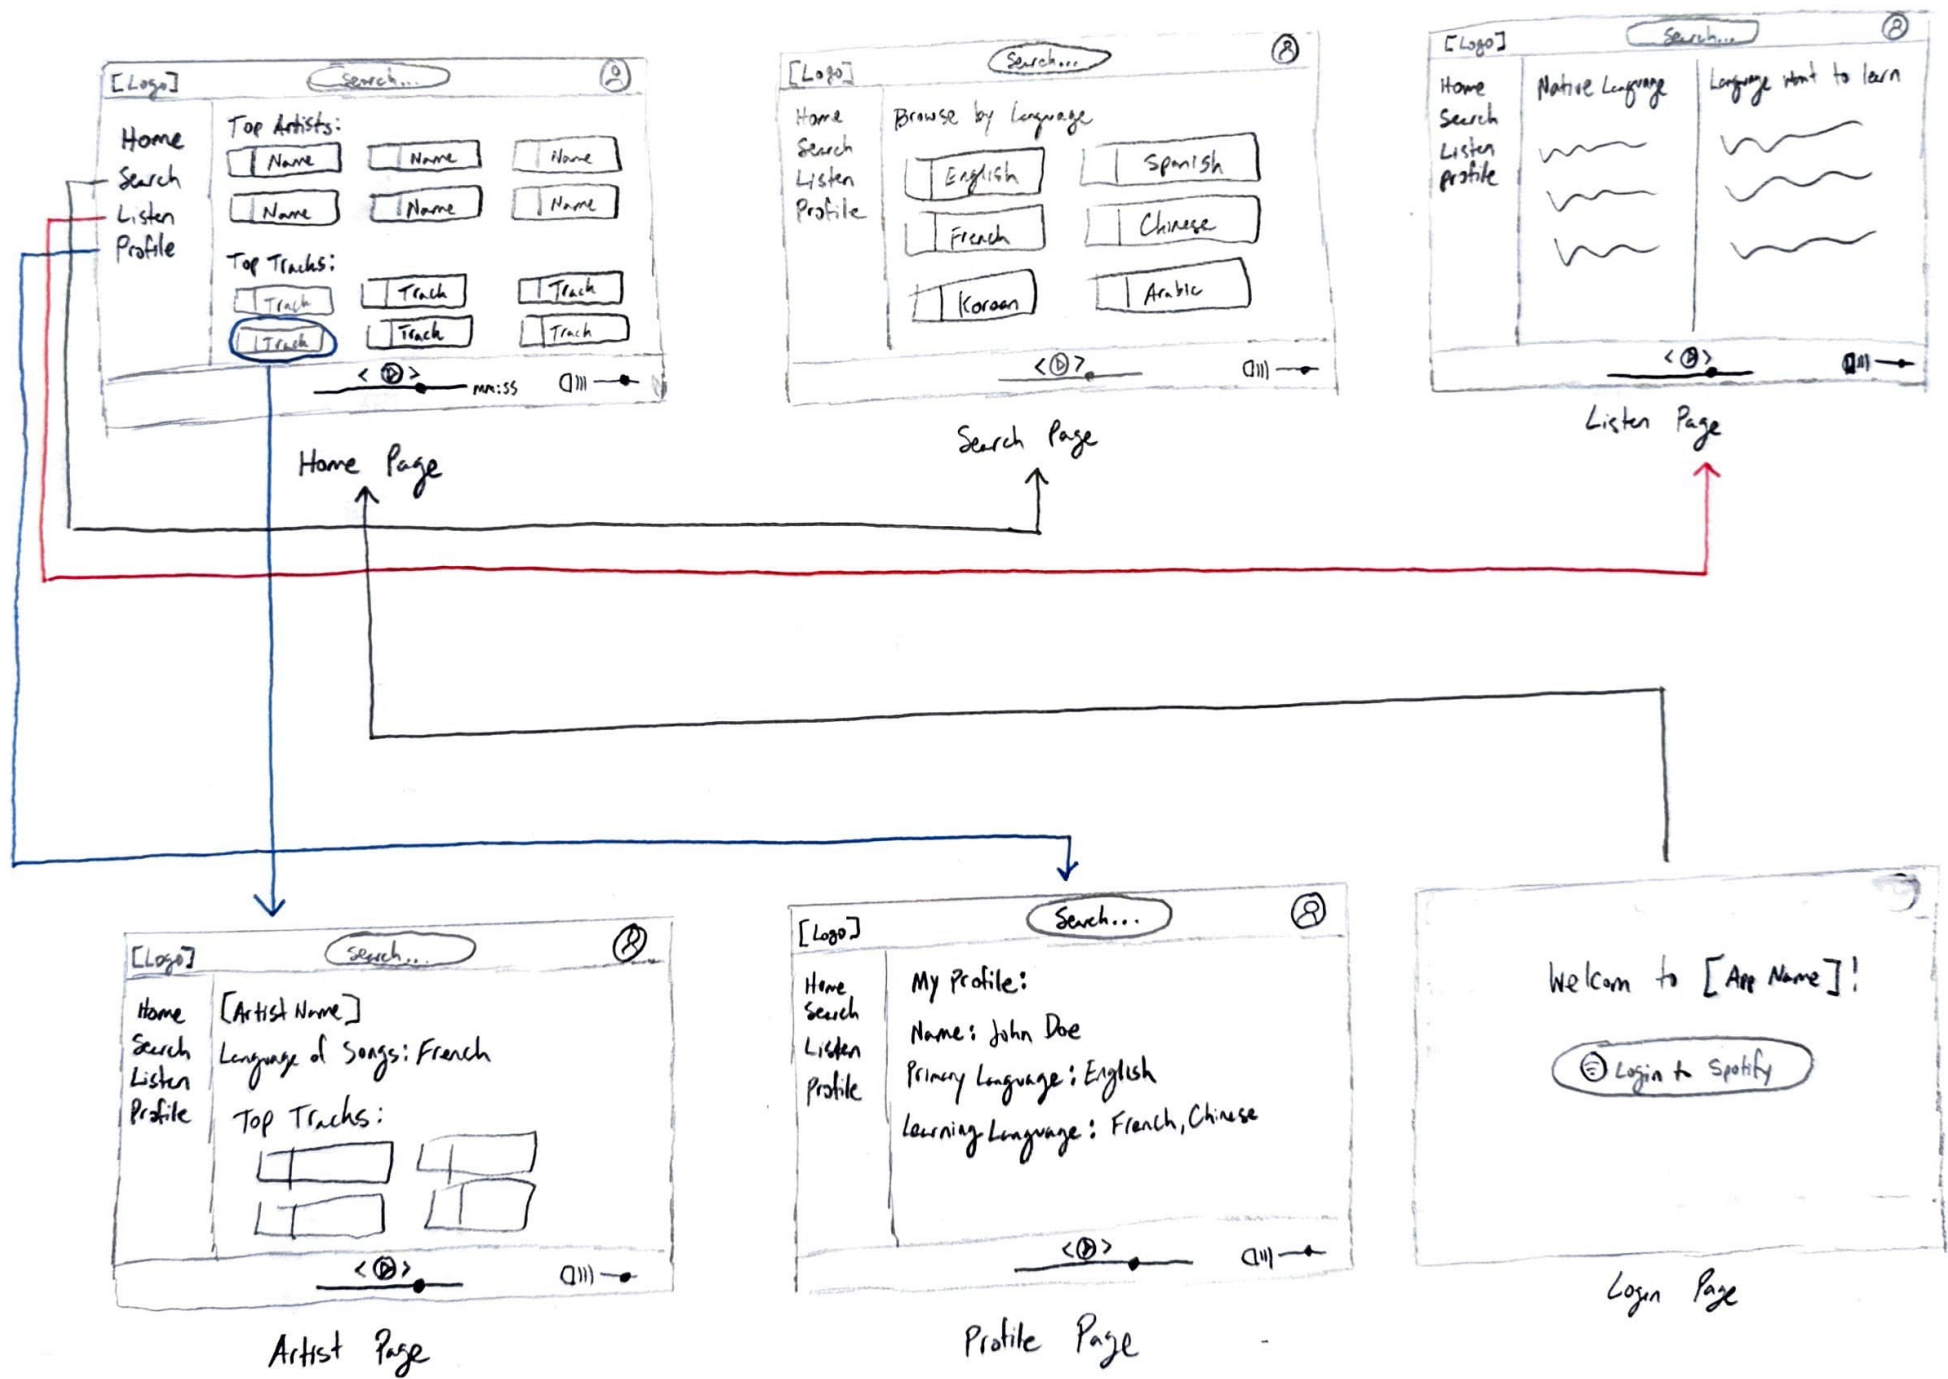 [Logo]
Search...
Home
Search
Listen
Profile
Top Artists:
Name
Name
Name
Name
Name
Name
Top Tracks:
Track
Track
Track
Track
Track
Track
< >
mm:ss
Home Page
[Logo]
Search...
Home
Search
Listen
Profile
Browse by Language
English
Spanish
French
Chinese
Korean
Arabic
< >
Search Page
[Logo]
Search...
Home
Search
Listen
Profile
Native Language
Language want to learn
< >
Listen Page
[Logo]
Search...
Home
Search
Listen
Profile
[Artist Name]
Language of Songs: French
Top Tracks:
< >
Artist Page
[Logo]
Search...
Home
Search
Listen
Profile
My Profile:
Name: John Doe
Primary Language: English
Learning Language: French, Chinese
< >
Profile Page
Welcom to [App Name]!
Login to Spotify
Login Page